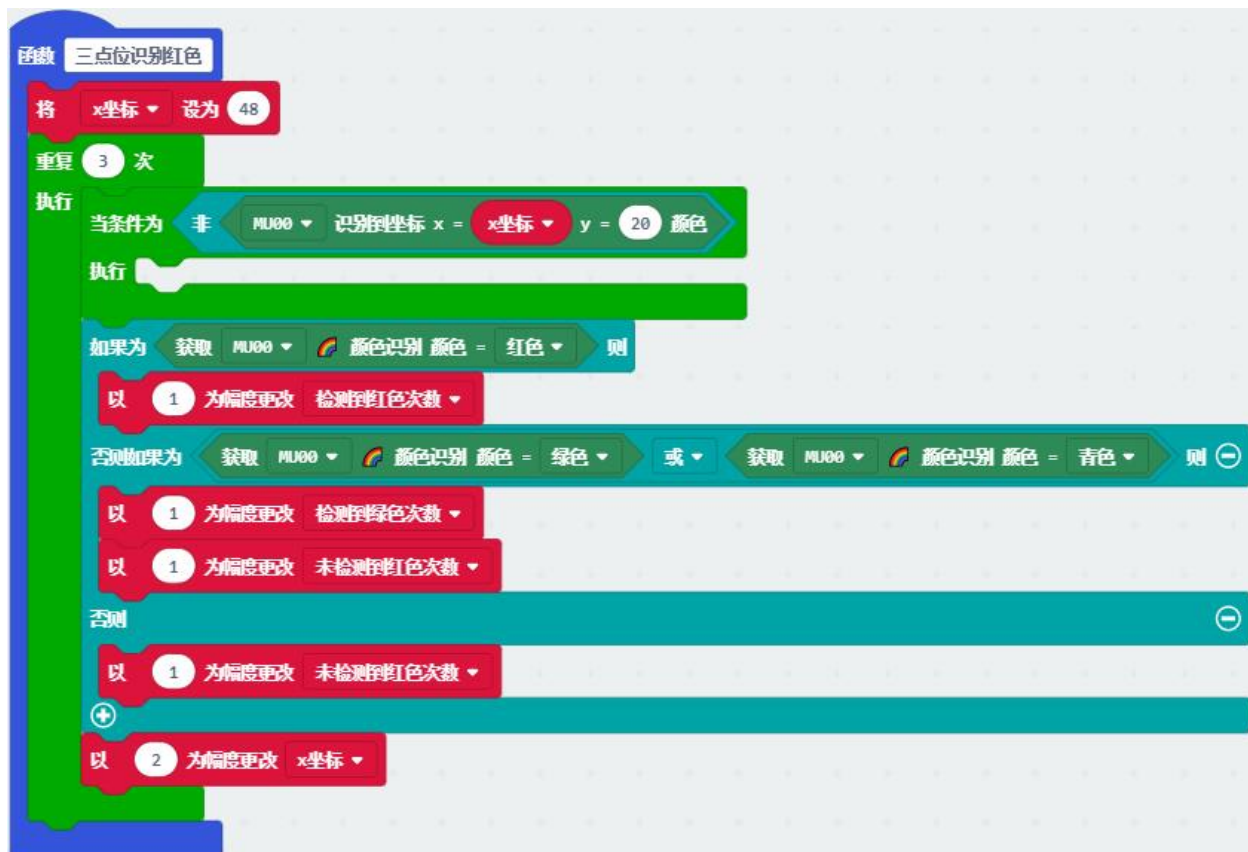 函数 三点位识别红色
将 x坐标 设为 48
重复 3 次
执行
当条件为 非 MU00 识别到坐标 x = x坐标 y = 20 颜色
执行
如果为 获取 MU00 颜色识别 颜色 = 红色 则
以 1 为幅度更改 检测到红色次数
否则如果为 获取 MU00 颜色识别 颜色 = 绿色 或 获取 MU00 颜色识别 颜色 = 青色 则
以 1 为幅度更改 检测到绿色次数
以 1 为幅度更改 未检测到红色次数
否则
以 1 为幅度更改 未检测到红色次数
以 2 为幅度更改 x坐标